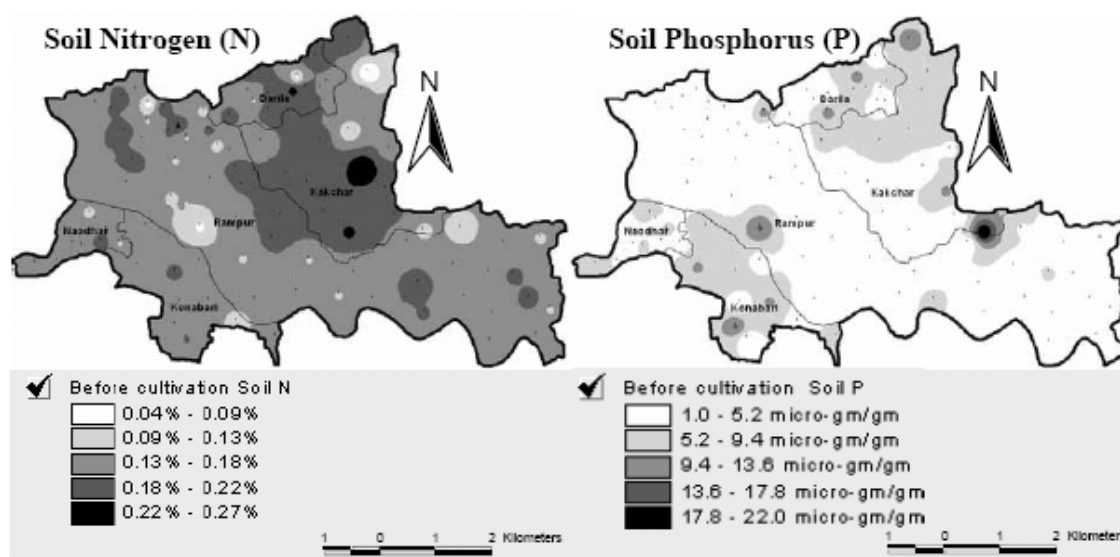 Soil Nitrogen (N)
N
Darila
Kakchar
Rampur
Naodhar
Konabari
Before cultivation Soil N
0.04% - 0.09%
0.09% - 0.13%
0.13% - 0.18%
0.18% - 0.22%
0.22% - 0.27%
1 0 1 2 Kilometers
Soil Phosphorus (P)
N
Darila
Kakchar
Rampur
Naodhar
Konabari
Before cultivation Soil P
1.0 - 5.2 micro-gm/gm
5.2 - 9.4 micro-gm/gm
9.4 - 13.6 micro-gm/gm
13.6 - 17.8 micro-gm/gm
17.8 - 22.0 micro-gm/gm
1 0 1 2 Kilometers